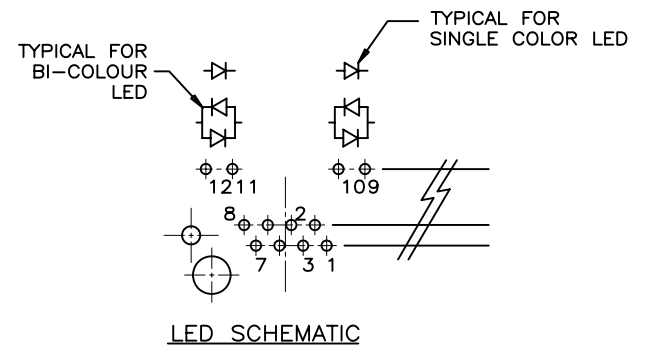 TYPICAL FOR
SINGLE COLOR LED
TYPICAL FOR
BI-COLOUR
LED
1211
109
8
2
7
3
1
LED SCHEMATIC